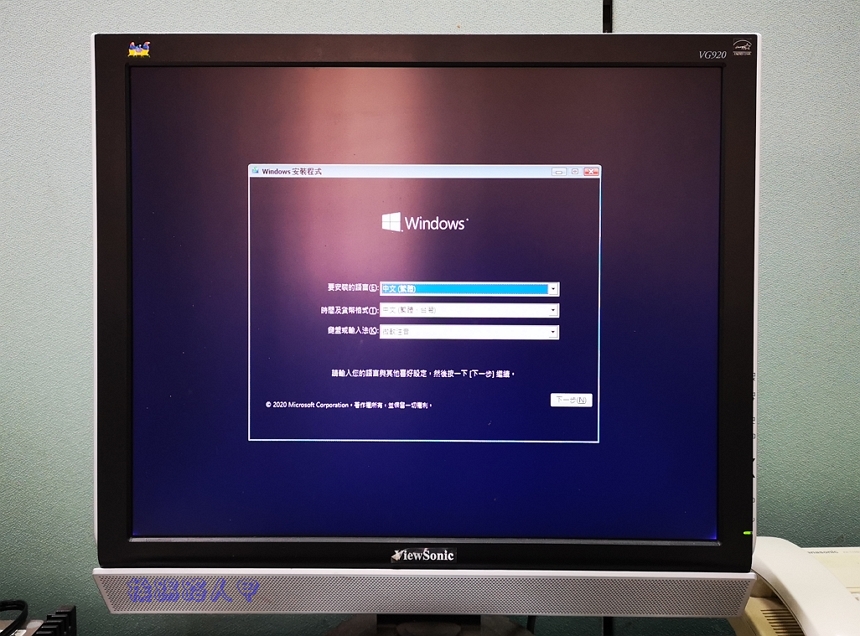 VG920
Windows 安裝程式
Windows
要安裝的語言(E): 中文 (繁體)
時間及貨幣格式(T): 中文 (繁體，台灣)
鍵盤或輸入法(K): 微軟注音
請輸入您的語言與其他喜好設定，然後按一下 [下一步] 繼續。
© 2020 Microsoft Corporation。著作權所有，並保留一切權利。
下一步(N)
ViewSonic
路人甲